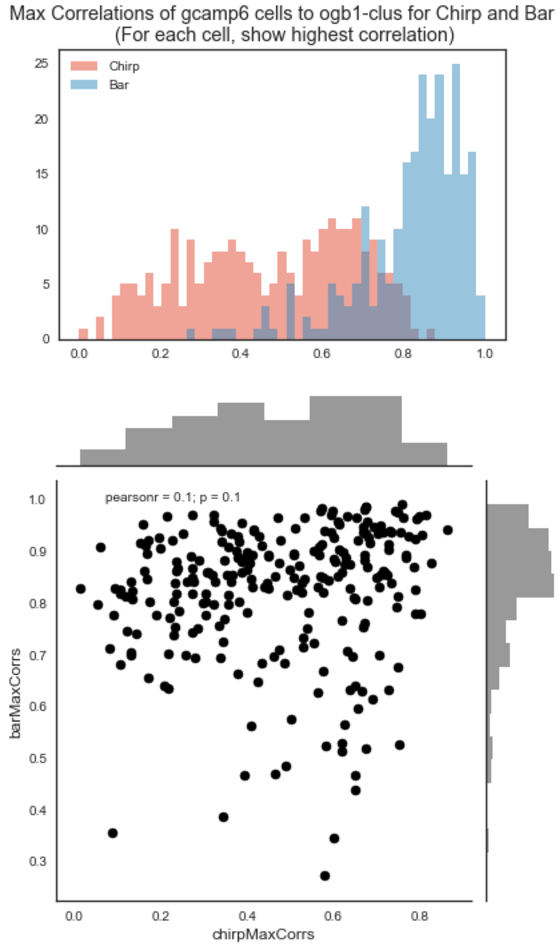 Max Correlations of gcamp6 cells to ogb1-clus for Chirp and Bar
(For each cell, show highest correlation)
Chirp
Bar
25
20
15
10
5
0
0.0 0.2 0.4 0.6 0.8 1.0
pearsonr = 0.1; p = 0.1
1.0
0.9
0.8
0.7
0.6
0.5
0.4
0.3
barMaxCorrs
0.0 0.2 0.4 0.6 0.8
chirpMaxCorrs